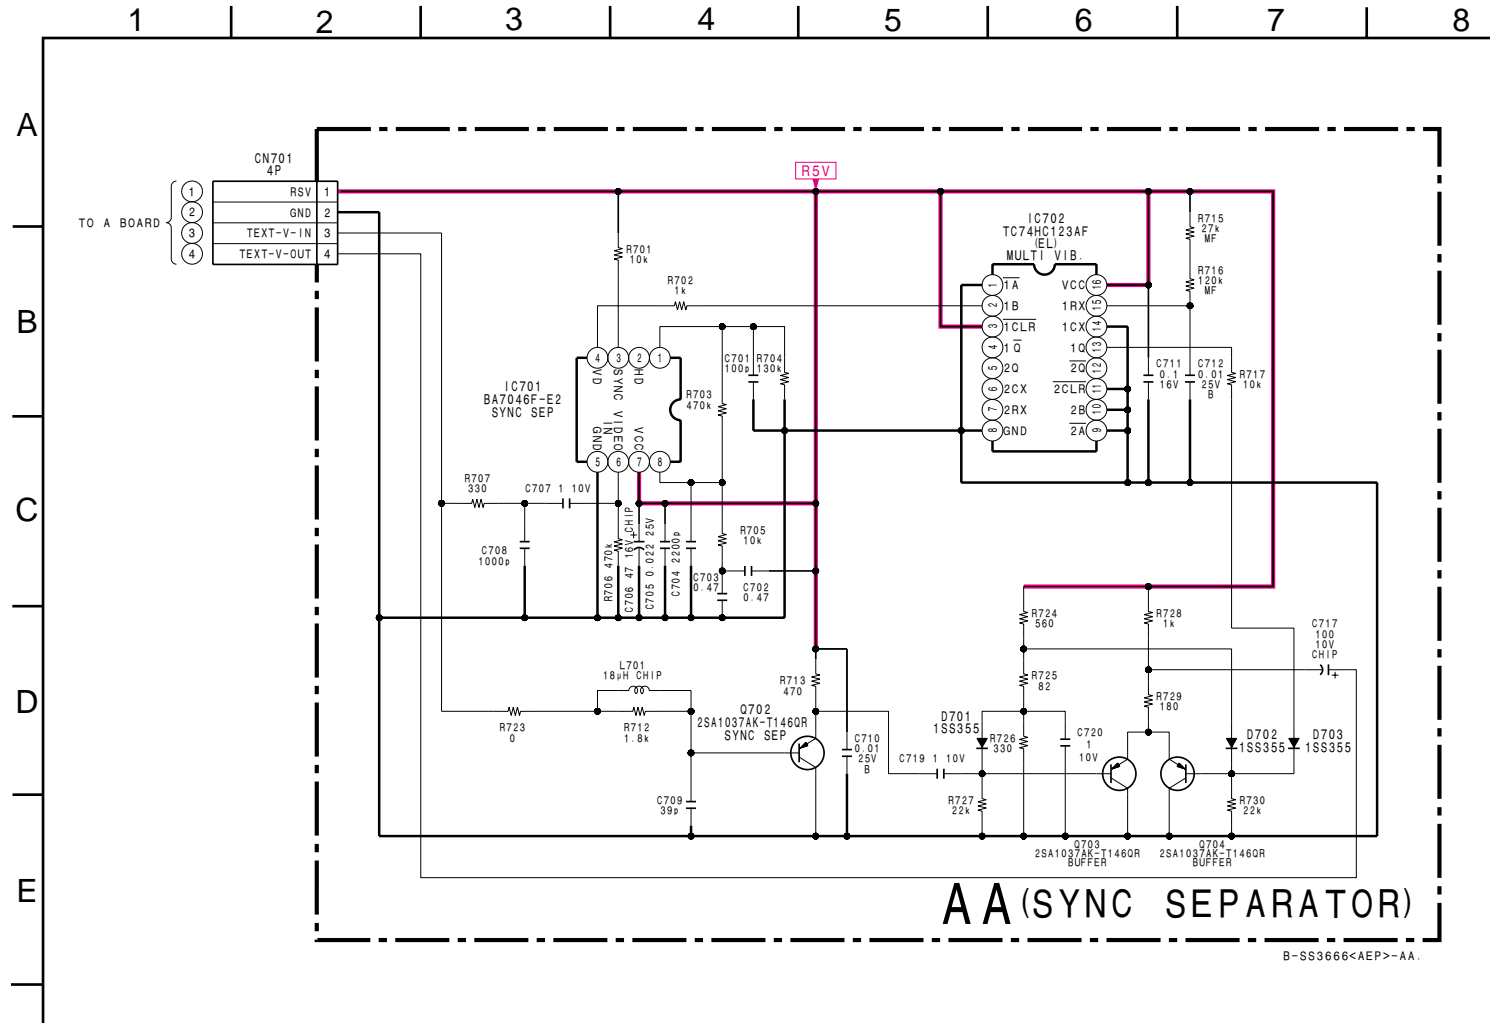 1 2 3 4 5 6 7 8
A
B
C
D
E
CN701
4P
TO A BOARD
1 RSV 1
2 GND 2
3 TEXT-V-IN 3
4 TEXT-V-OUT 4
R5V
R701
10k
R702
1k
IC701
BA7046F-E2
SYNC SEP
4 3 2 1
VD SYNC HD
GND VIDEO IN VCC
5 6 7 8
C701
100p
R704
130k
R703
470k
IC702
TC74HC123AF
(EL)
MULTI VIB.
1 1A VCC 16
2 1B 1RX 15
3 1CLR 1CX 14
4 1Q 1Q 13
5 2Q 2Q 12
6 2CX 2CLR 11
7 2RX 2B 10
8 GND 2A 9
R715
27k
MF
R716
120k
MF
C711
0.1
16V
C712
0.01
25V
B
R717
10k
R707
330
C707 1 10V
C708
1000p
R706 470k
C706 47 16V CHIP
+
C705 0.022 25V
C704 2200p
R705
10k
C703
0.47
C702
0.47
R724
560
R728
1k
C717
100
10V
CHIP
+
L701
18µH CHIP
R723
0
R712
1.8k
Q702
2SA1037AK-T146QR
SYNC SEP
R713
470
C710
0.01
25V
B
C709
39p
C719 1 10V
D701
1SS355
R725
82
R726
330
C720
1
10V
R729
180
D702
1SS355
D703
1SS355
R727
22k
R730
22k
Q703
2SA1037AK-T146QR
BUFFER
Q704
2SA1037AK-T146QR
BUFFER
AA (SYNC SEPARATOR)
B-SS3666<AEP>-AA.